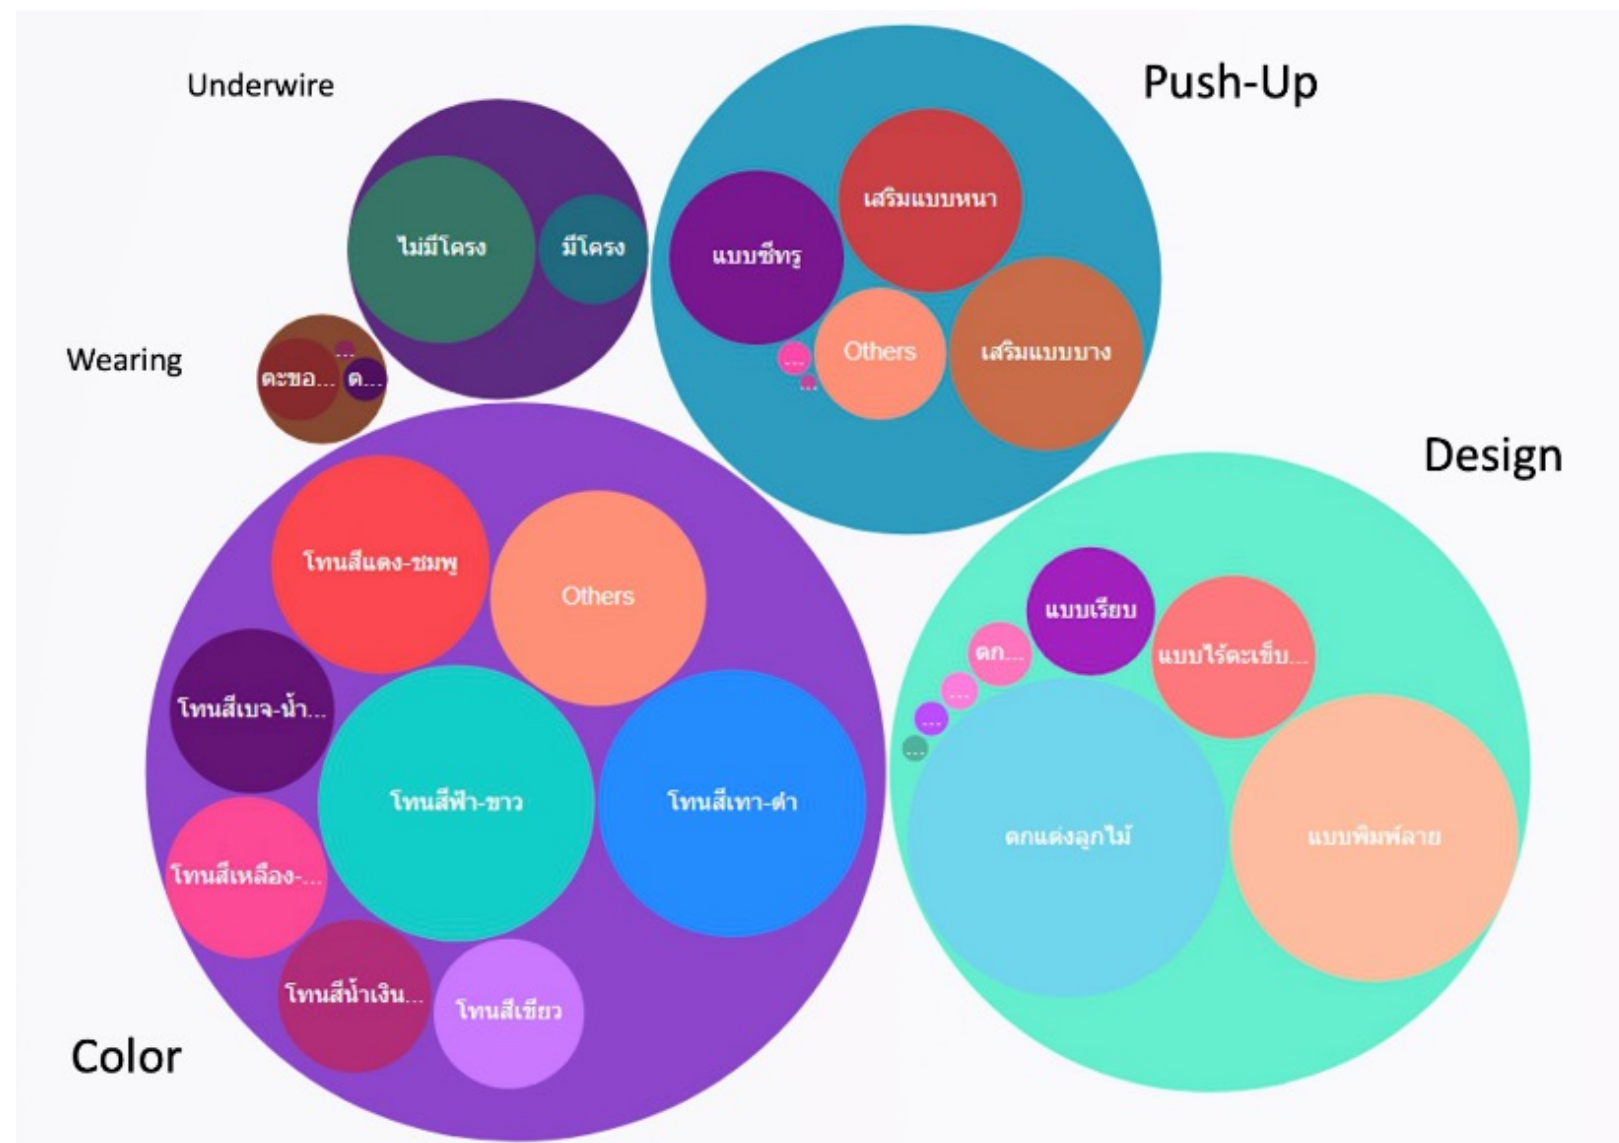 Underwire
Push-Up
ไม่มีโครง
มีโครง
แบบซีทรู
เสริมแบบหนา
Others
เสริมแบบบาง
...
...
Wearing
...
ตะขอ...
ต...
Design
โทนสีแดง-ชมพู
Others
โทนสีเบจ-น้ำ...
โทนสีฟ้า-ขาว
โทนสีเทา-ดำ
โทนสีเหลือง-...
โทนสีน้ำเงิน...
โทนสีเขียว
Color
แบบเรียบ
แบบไร้ตะเข็บ...
ตก...
...
...
...
ตกแต่งลูกไม้
แบบพิมพ์ลาย